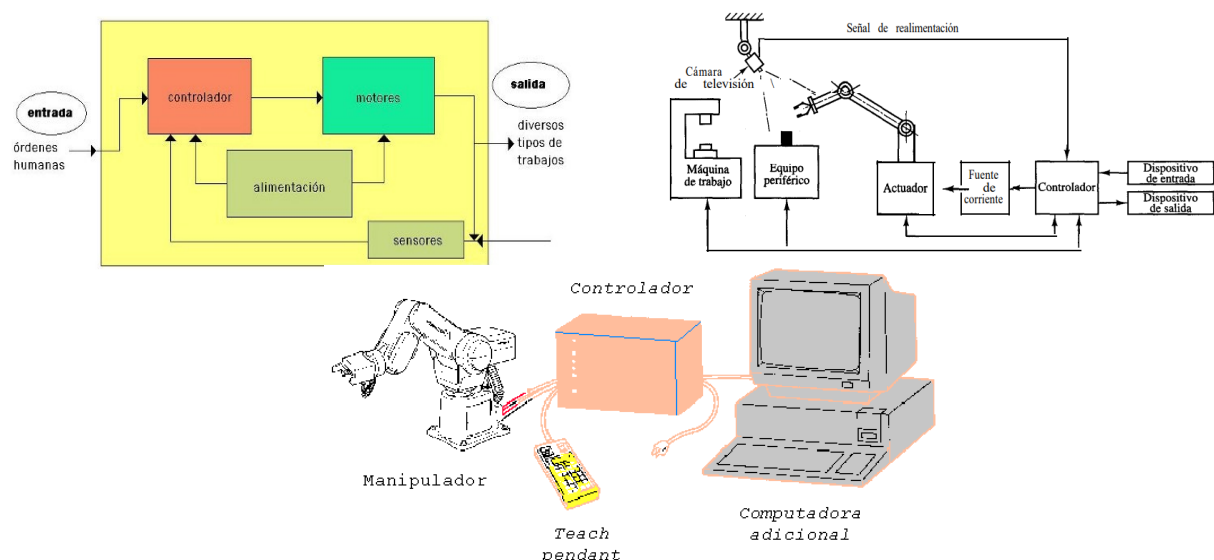 entrada
órdenes
humanas
controlador
motores
alimentación
sensores
salida
diversos
tipos de
trabajos
Señal de realimentación
Cámara
de televisión
Máquina
de trabajo
Equipo
periférico
Actuador
Fuente
de
corriente
Controlador
Dispositivo
de entrada
Dispositivo
de salida
Controlador
Manipulador
Teach
pendant
Computadora
adicional